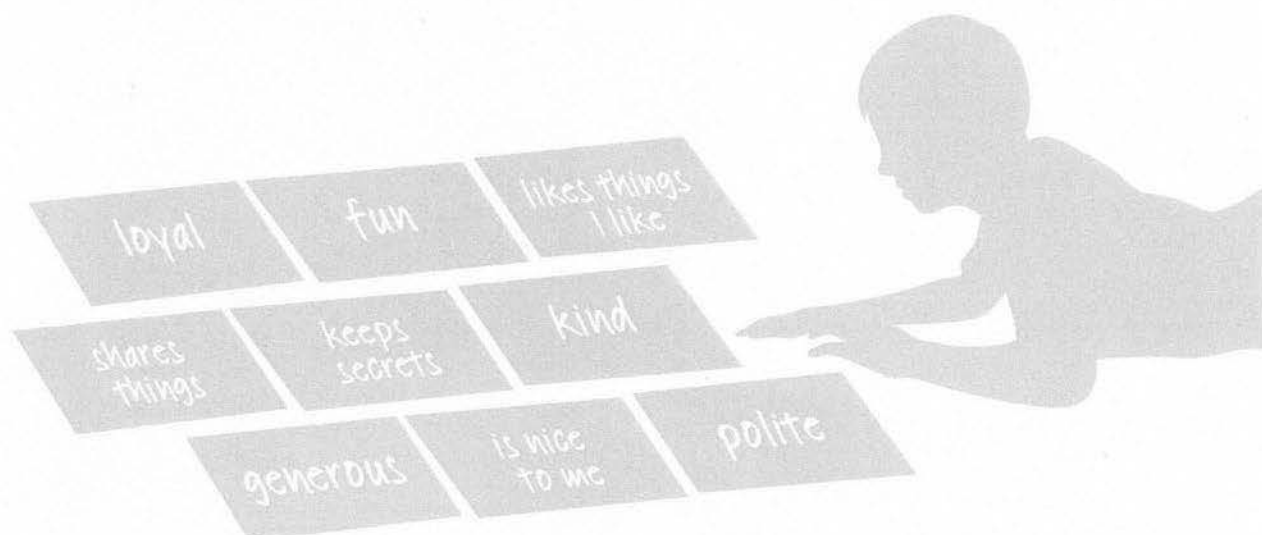 loyal
fun
likes things
I like
shares
things
keeps
secrets
kind
generous
is nice
to me
polite